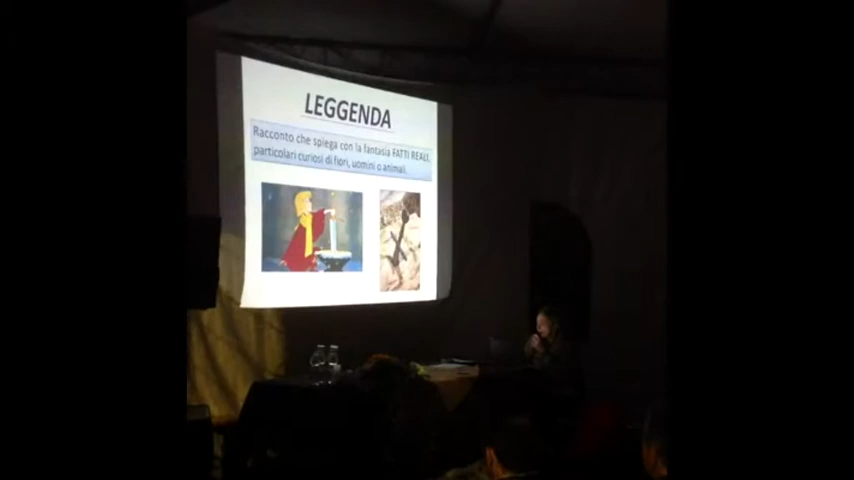 LEGGENDA
Racconto che spiega con la fantasia FATTI REALI,
particolari curiosi di fiori, uomini o animali.